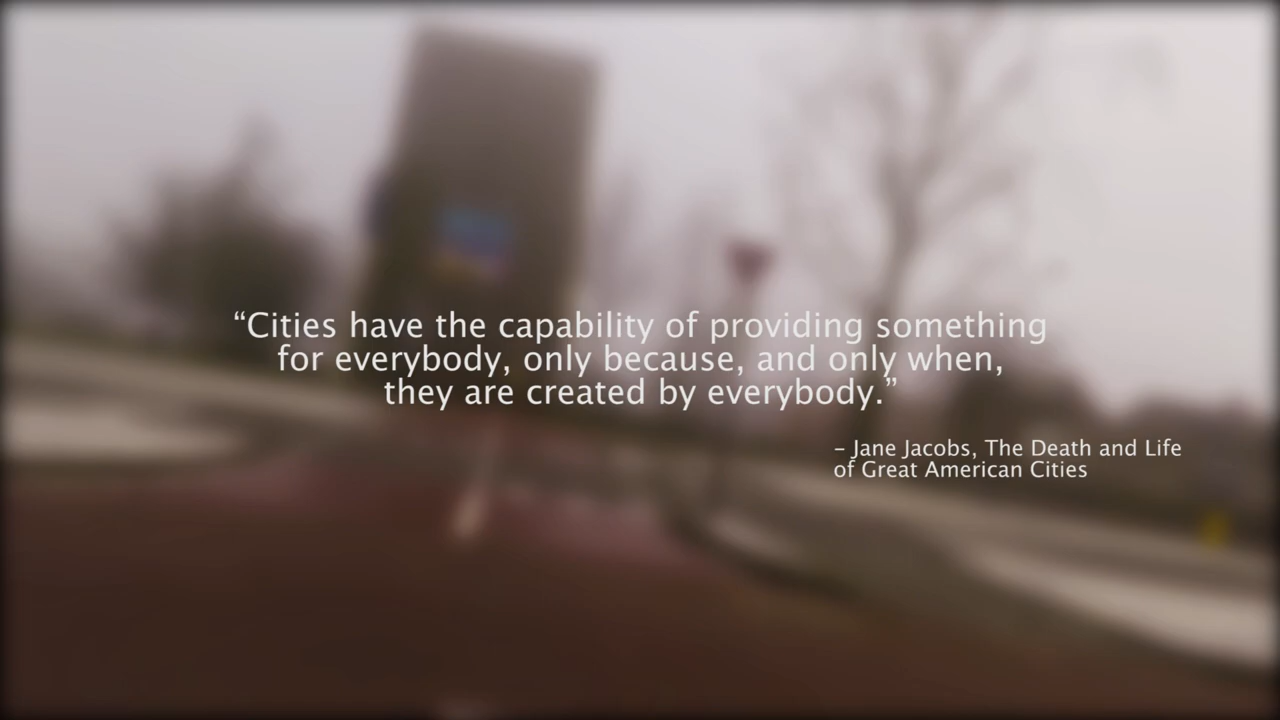 “Cities have the capability of providing something
for everybody, only because, and only when,
they are created by everybody.”
– Jane Jacobs, The Death and Life
of Great American Cities